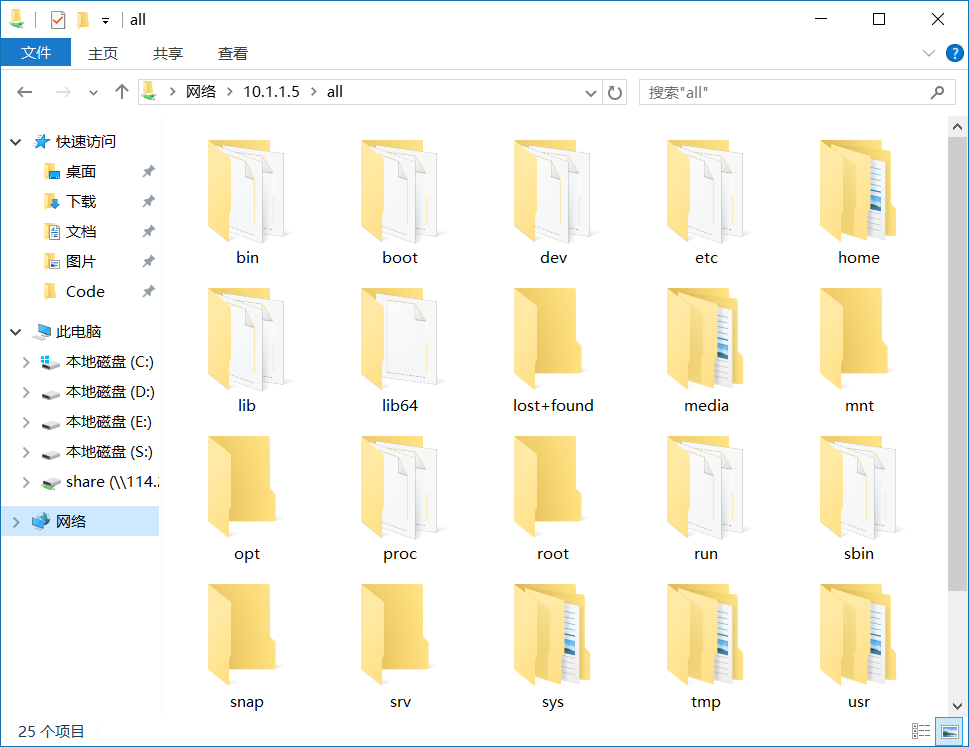 all
文件 主页 共享 查看 ?
网络 10.1.1.5 all 搜索"all"
快速访问
桌面
下载
文档
图片
Code
此电脑
本地磁盘 (C:)
本地磁盘 (D:)
本地磁盘 (E:)
本地磁盘 (S:)
share (\\114.
网络
bin boot dev etc home
lib lib64 lost+found media mnt
opt proc root run sbin
snap srv sys tmp usr
25 个项目